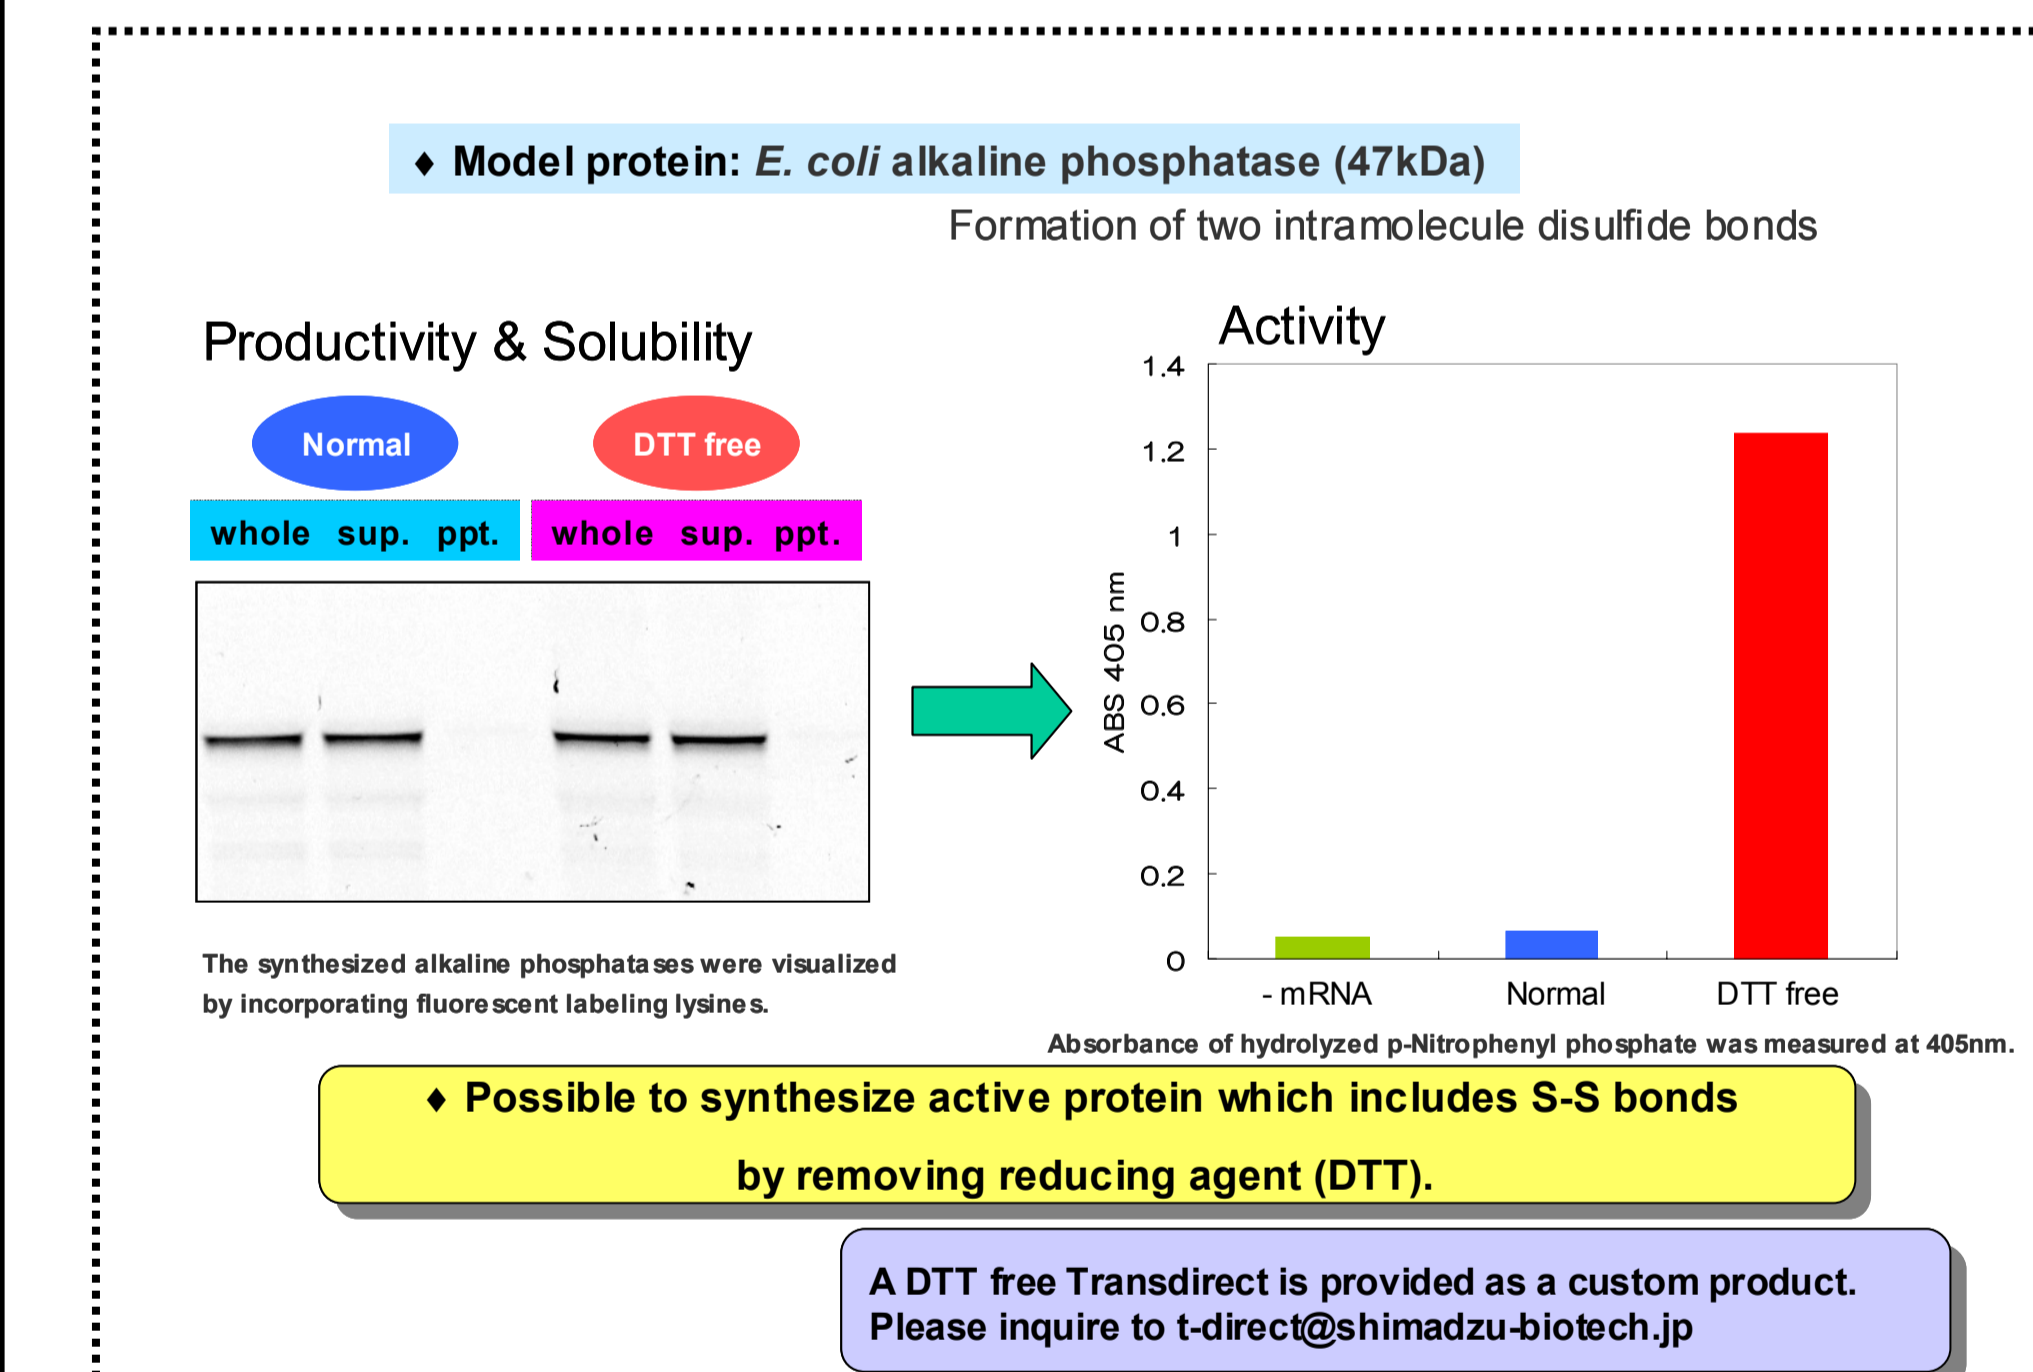 ♦ Model protein: E. coli alkaline phosphatase (47kDa)
Formation of two intramolecule disulfide bonds
Productivity & Solubility
Normal
DTT free
whole sup. ppt.
whole sup. ppt.
The synthesized alkaline phosphatases were visualized
by incorporating fluorescent labeling lysines.
Activity
1.4
1.2
1
0.8
0.6
0.4
0.2
0
ABS 405 nm
- mRNA
Normal
DTT free
Absorbance of hydrolyzed p-Nitrophenyl phosphate was measured at 405nm.
♦ Possible to synthesize active protein which includes S-S bonds
by removing reducing agent (DTT).
A DTT free Transdirect is provided as a custom product.
Please inquire to t-direct@shimadzu-biotech.jp